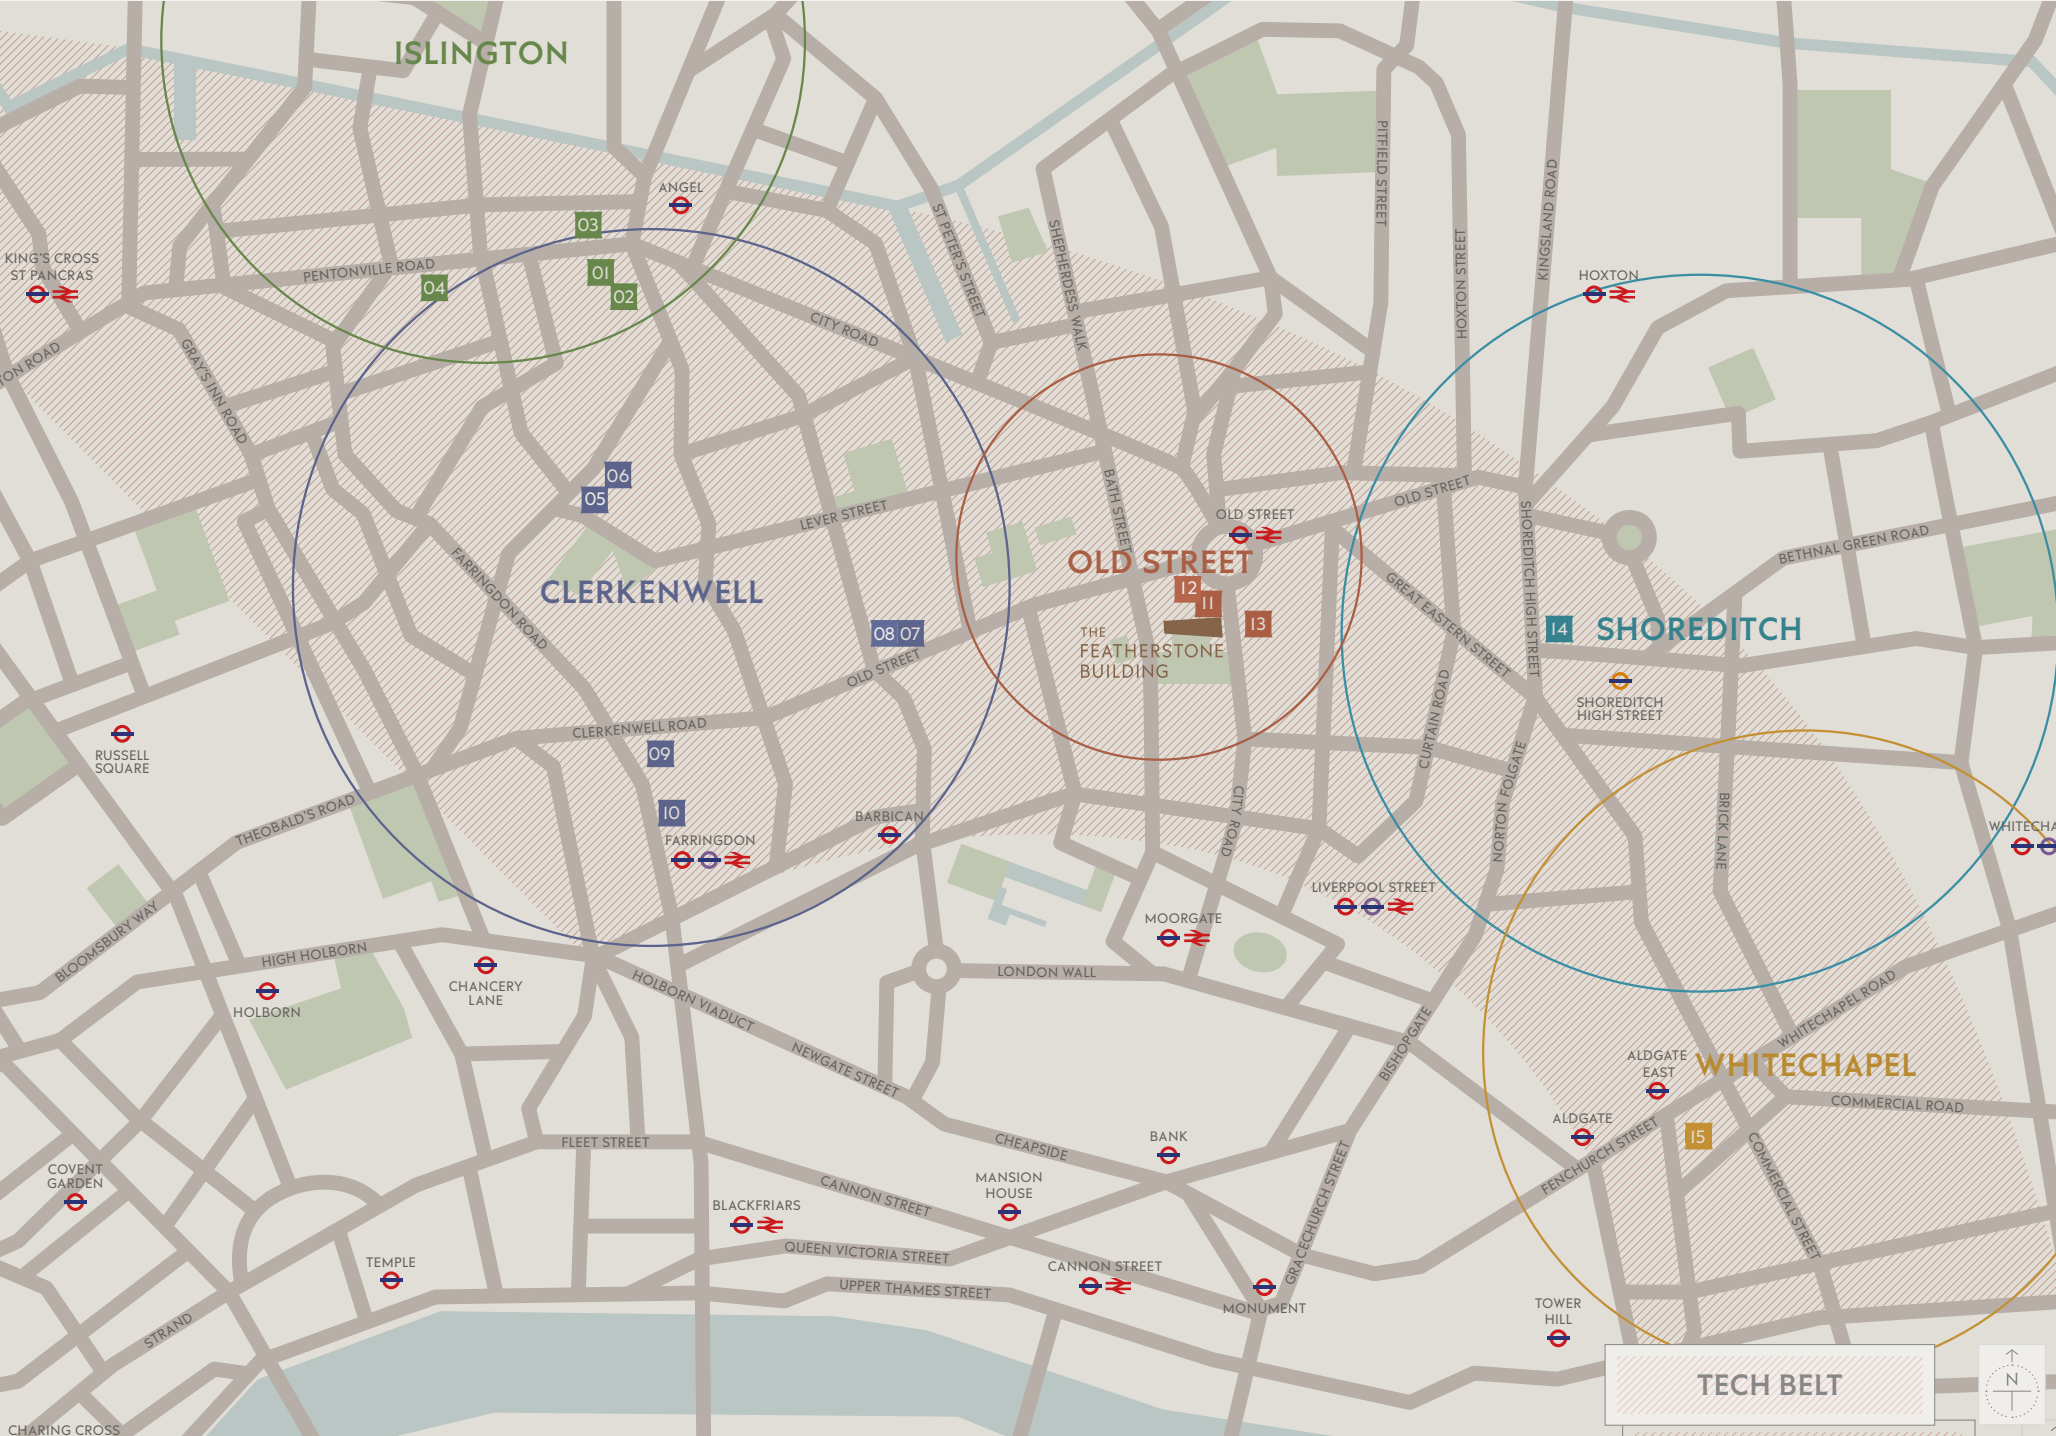 ISLINGTON
ANGEL
03
01
02
04
KING'S CROSS
ST PANCRAS
PENTONVILLE ROAD
CITY ROAD
ST PETER'S STREET
SHEPHERDESS WALK
PITFIELD STREET
HOXTON STREET
KINGSLAND ROAD
HOXTON
TON ROAD
GRAY'S INN ROAD
06
05
LEVER STREET
BATH STREET
OLD STREET
OLD STREET
SHOREDITCH HIGH STREET
BETHNAL GREEN ROAD
OLD STREET
12
11
13
THE
FEATHERSTONE
BUILDING
CLERKENWELL
FARRINGDON ROAD
08
07
OLD STREET
GREAT EASTERN STREET
14
SHOREDITCH
SHOREDITCH
HIGH STREET
CURTAIN ROAD
CLERKENWELL ROAD
09
10
FARRINGDON
BARBICAN
RUSSELL
SQUARE
THEOBALD'S ROAD
CITY ROAD
NORTON FOLGATE
BRICK LANE
WHITECHA
LIVERPOOL STREET
MOORGATE
BLOOMSBURY WAY
HIGH HOLBORN
HOLBORN
CHANCERY
LANE
HOLBORN VIADUCT
LONDON WALL
NEWGATE STREET
BISHOPGATE
WHITECHAPEL ROAD
WHITECHAPEL
ALDGATE
EAST
ALDGATE
COMMERCIAL ROAD
15
FENCHURCH STREET
COMMERCIAL STREET
FLEET STREET
CHEAPSIDE
BANK
MANSION
HOUSE
CANNON STREET
COVENT
GARDEN
BLACKFRIARS
QUEEN VICTORIA STREET
GRACECHURCH STREET
TEMPLE
UPPER THAMES STREET
CANNON STREET
MONUMENT
TOWER
HILL
STRAND
CHARING CROSS
TECH BELT
N